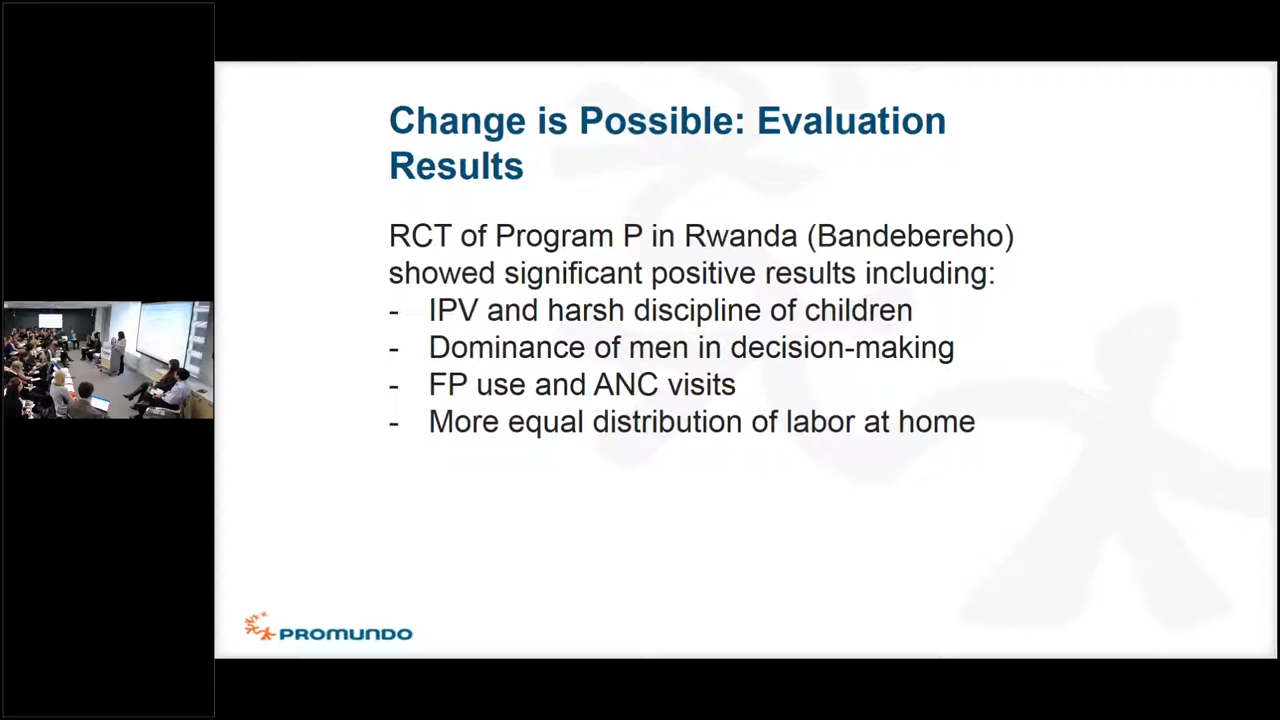 Change is Possible: Evaluation
Results
RCT of Program P in Rwanda (Bandebereho)
showed significant positive results including:
- IPV and harsh discipline of children
- Dominance of men in decision-making
- FP use and ANC visits
- More equal distribution of labor at home
PROMUNDO